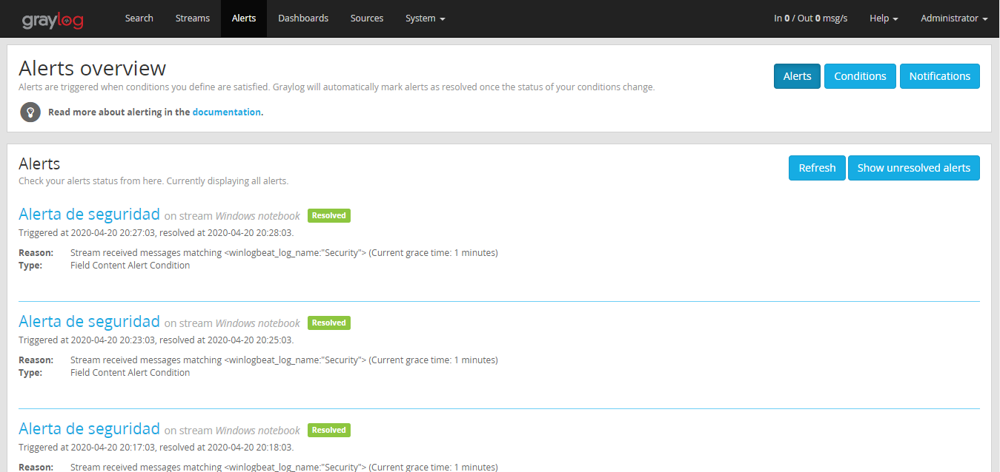 graylog Search Streams Alerts Dashboards Sources System In 0 / Out 0 msg/s Help Administrator
Alerts overview
Alerts are triggered when conditions you define are satisfied. Graylog will automatically mark alerts as resolved once the status of your conditions change.
Alerts Conditions Notifications
Read more about alerting in the documentation.
Alerts
Check your alerts status from here. Currently displaying all alerts.
Refresh Show unresolved alerts
Alerta de seguridad on stream Windows notebook Resolved
Triggered at 2020-04-20 20:27:03, resolved at 2020-04-20 20:28:03.
Reason: Stream received messages matching <winlogbeat_log_name:"Security"> (Current grace time: 1 minutes)
Type: Field Content Alert Condition
Alerta de seguridad on stream Windows notebook Resolved
Triggered at 2020-04-20 20:23:03, resolved at 2020-04-20 20:25:03.
Reason: Stream received messages matching <winlogbeat_log_name:"Security"> (Current grace time: 1 minutes)
Type: Field Content Alert Condition
Alerta de seguridad on stream Windows notebook Resolved
Triggered at 2020-04-20 20:17:03, resolved at 2020-04-20 20:18:03.
Reason: Stream received messages matching <winlogbeat_log_name:"Security"> (Current grace time: 1 minutes)